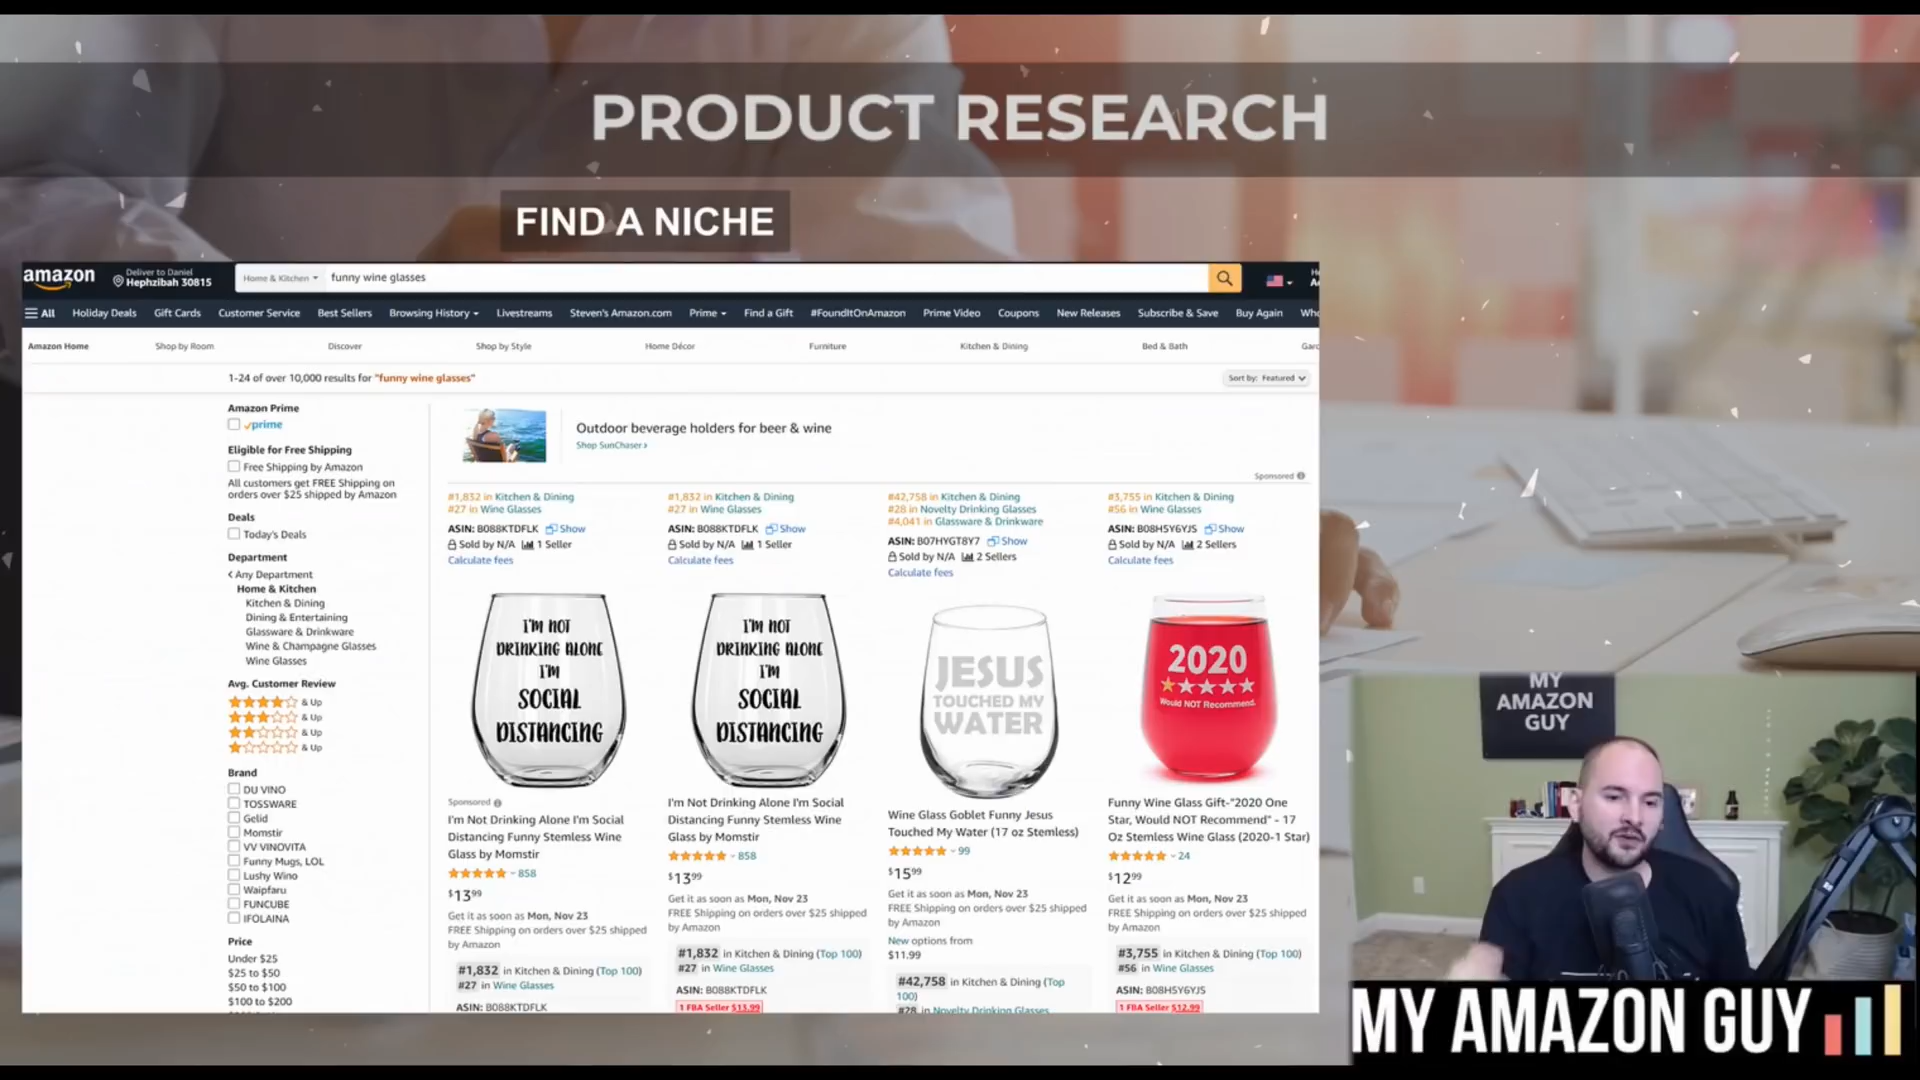 PRODUCT RESEARCH
FIND A NICHE
amazon
Deliver to Daniel
Hephzibah 30815
Home & Kitchen
funny wine glasses
All Holiday Deals Gift Cards Customer Service Best Sellers Browsing History Livestreams Steven's Amazon.com Prime Find a Gift #FoundItOnAmazon Prime Video Coupons New Releases Subscribe & Save Buy Again
Amazon Home Shop by Room Discover Shop by Style Home Décor Furniture Kitchen & Dining Bed & Bath
1-24 of over 10,000 results for "funny wine glasses"
Sort by: Featured
Amazon Prime
prime
Eligible for Free Shipping
Free Shipping by Amazon
All customers get FREE Shipping on
orders over $25 shipped by Amazon
Deals
Today's Deals
Department
Any Department
Home & Kitchen
Kitchen & Dining
Dining & Entertaining
Glassware & Drinkware
Wine & Champagne Glasses
Wine Glasses
Avg. Customer Review
& Up
& Up
& Up
& Up
Brand
DU VINO
TOSSWARE
Gelid
Momstir
VV VINOVITA
Funny Mugs, LOL
Lushy Wino
Waipfaru
FUNCUBE
IFOLAINA
Price
Under $25
$25 to $50
$50 to $100
$100 to $200
Outdoor beverage holders for beer & wine
Shop SunChaser
Sponsored
#1,832 in Kitchen & Dining
#27 in Wine Glasses
ASIN: B088KTDFLK Show
Sold by N/A 1 Seller
Calculate fees
I'M NOT
DRINKING ALONE
I'M
SOCIAL
DISTANCING
Sponsored
I'm Not Drinking Alone I'm Social
Distancing Funny Stemless Wine
Glass by Momstir
858
$13 99
Get it as soon as Mon, Nov 23
FREE Shipping on orders over $25 shipped
by Amazon
#1,832 in Kitchen & Dining (Top 100)
#27 in Wine Glasses
ASIN: B088KTDFLK
#1,832 in Kitchen & Dining
#27 in Wine Glasses
ASIN: B088KTDFLK Show
Sold by N/A 1 Seller
Calculate fees
I'M NOT
DRINKING ALONE
I'M
SOCIAL
DISTANCING
I'm Not Drinking Alone I'm Social
Distancing Funny Stemless Wine
Glass by Momstir
858
$13 99
Get it as soon as Mon, Nov 23
FREE Shipping on orders over $25 shipped
by Amazon
#1,832 in Kitchen & Dining (Top 100)
#27 in Wine Glasses
ASIN: B088KTDFLK
1 FBA Seller $13.99
#42,758 in Kitchen & Dining
#28 in Novelty Drinking Glasses
#4,041 in Glassware & Drinkware
ASIN: B07HYGT8Y7 Show
Sold by N/A 2 Sellers
Calculate fees
JESUS
TOUCHED MY
WATER
Wine Glass Goblet Funny Jesus
Touched My Water (17 oz Stemless)
99
$15 99
Get it as soon as Mon, Nov 23
FREE Shipping on orders over $25 shipped
by Amazon
New options from
$11.99
#42,758 in Kitchen & Dining (Top
100)
#28 in Novelty Drinking Glasses
#3,755 in Kitchen & Dining
#56 in Wine Glasses
ASIN: B08H5Y6YJS Show
Sold by N/A 2 Sellers
Calculate fees
2020
Would NOT Recommend.
Funny Wine Glass Gift-"2020 One
Star, Would NOT Recommend" - 17
Oz Stemless Wine Glass (2020-1 Star)
24
$12 99
Get it as soon as Mon, Nov 23
FREE Shipping on orders over $25 shipped
by Amazon
#3,755 in Kitchen & Dining (Top 100)
#56 in Wine Glasses
ASIN: B08H5Y6YJS
1 FBA Seller $12.99
MY
AMAZON
GUY
MY AMAZON GUY